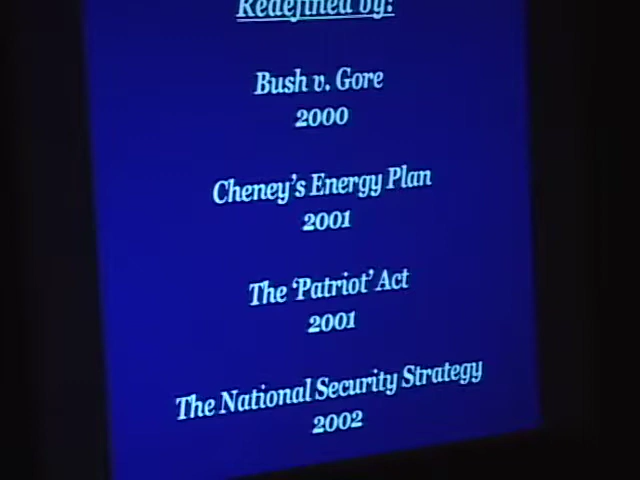 Redefined by:
Bush v. Gore
2000
Cheney's Energy Plan
2001
The 'Patriot' Act
2001
The National Security Strategy
2002